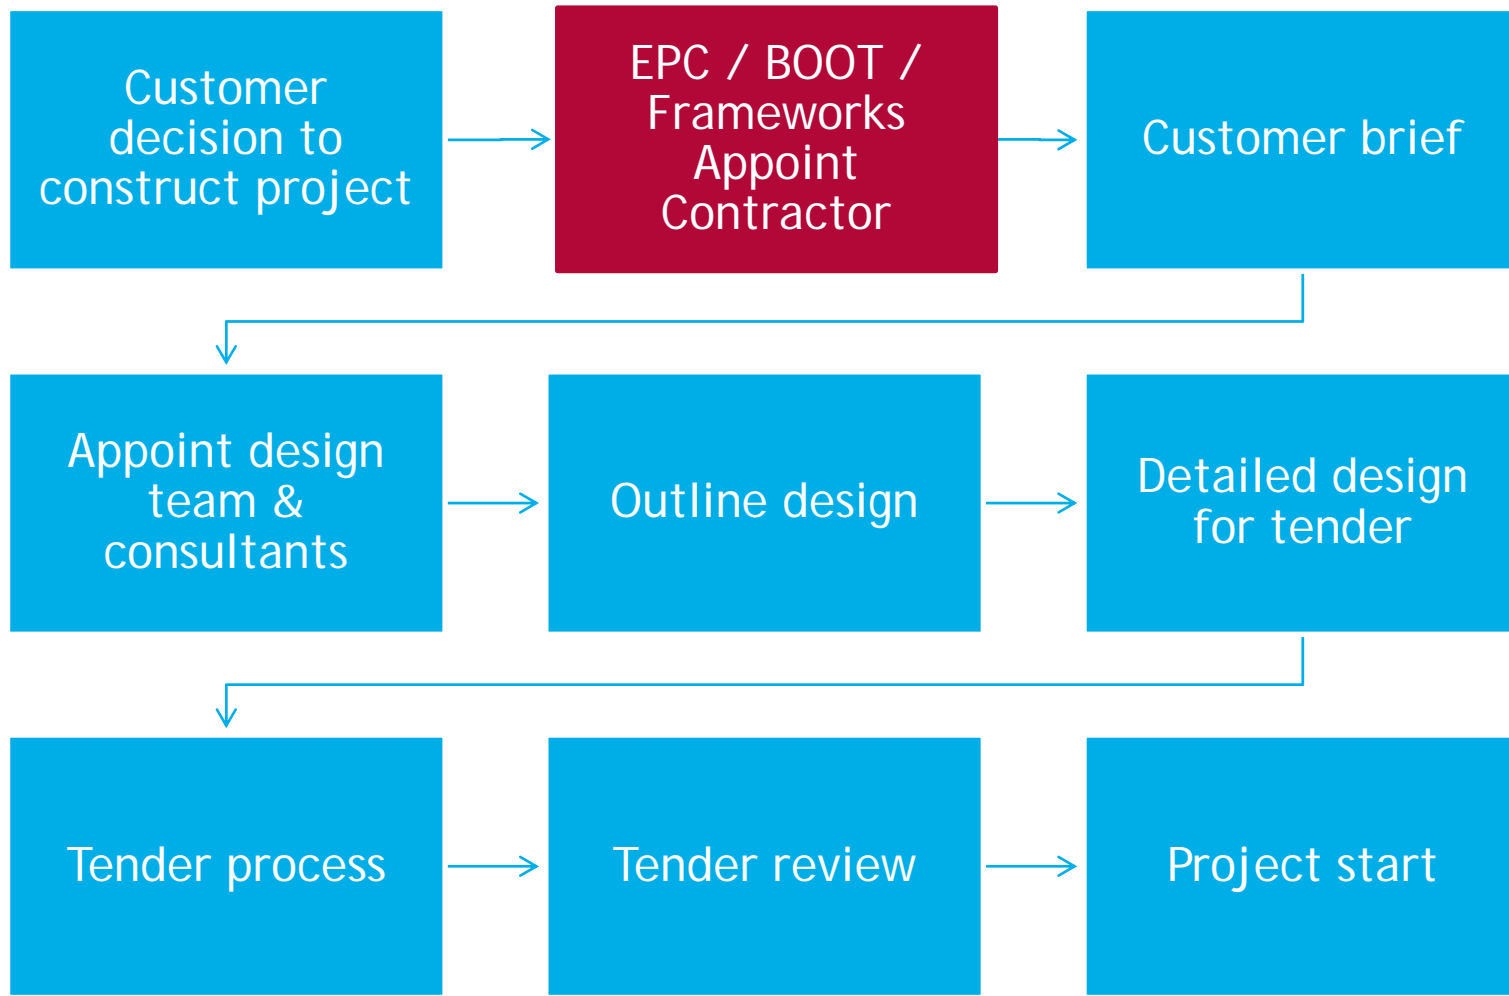 Customer
decision to
construct project
EPC / BOOT /
Frameworks
Appoint
Contractor
Customer brief
Appoint design
team &
consultants
Outline design
Detailed design
for tender
Tender process
Tender review
Project start